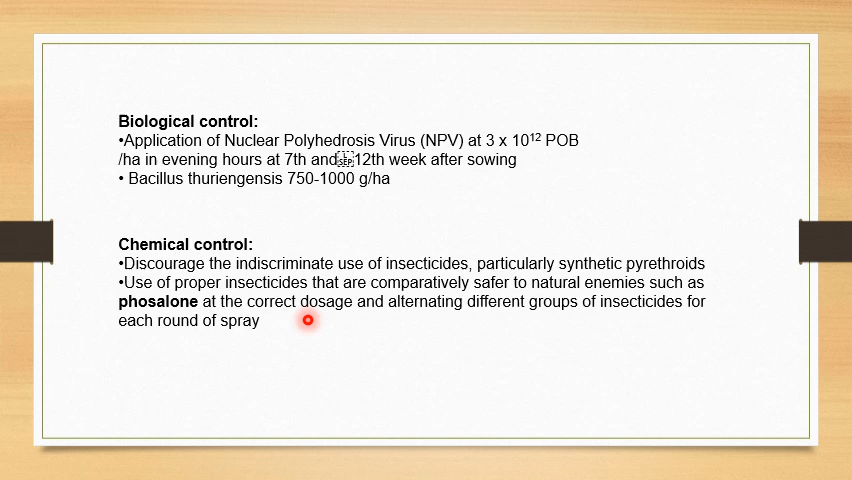 Biological control:
•Application of Nuclear Polyhedrosis Virus (NPV) at 3 x 10¹² POB
/ha in evening hours at 7th and 12th week after sowing
• Bacillus thuriengensis 750-1000 g/ha
Chemical control:
•Discourage the indiscriminate use of insecticides, particularly synthetic pyrethroids
•Use of proper insecticides that are comparatively safer to natural enemies such as
phosalone at the correct dosage and alternating different groups of insecticides for
each round of spray